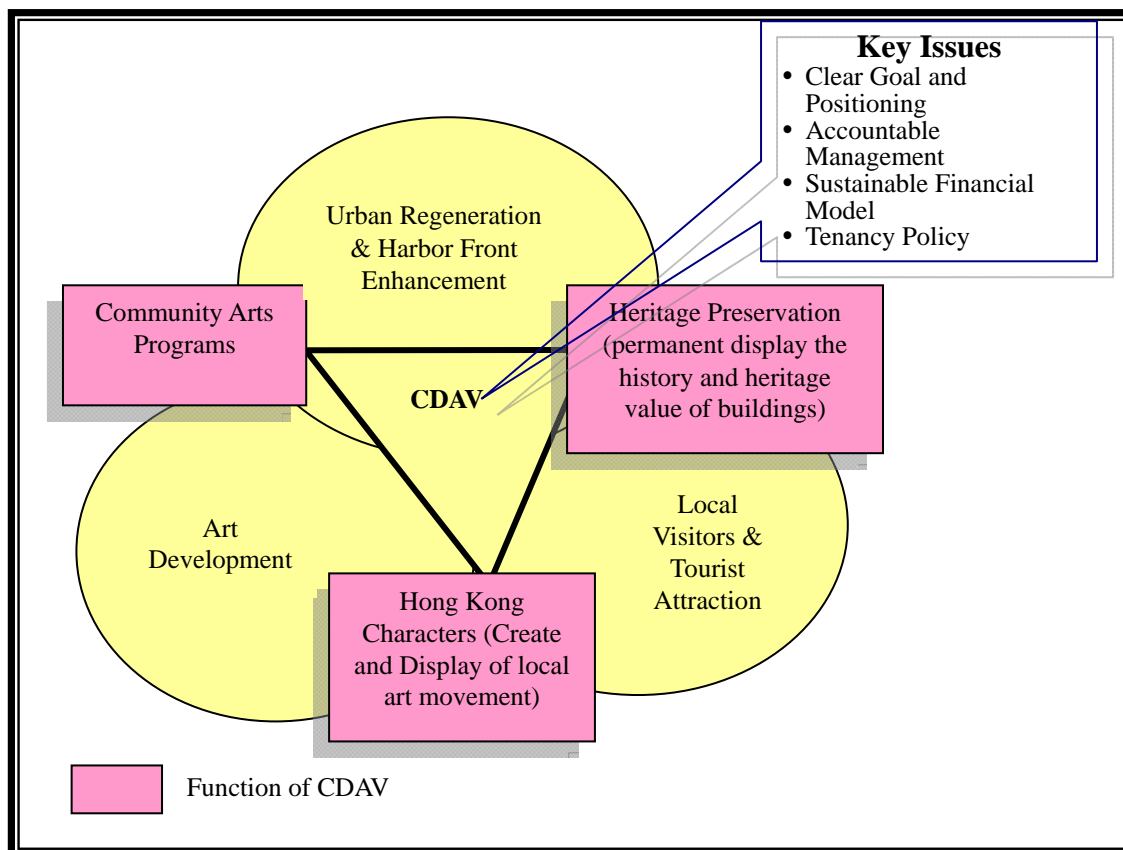 Key Issues
• Clear Goal and
Positioning
• Accountable
Management
• Sustainable Financial
Model
• Tenancy Policy
Urban Regeneration
& Harbor Front
Enhancement
Community Arts
Programs
Heritage Preservation
(permanent display the
history and heritage
value of buildings)
CDAV
Art
Development
Local
Visitors &
Tourist
Attraction
Hong Kong
Characters (Create
and Display of local
art movement)
Function of CDAV